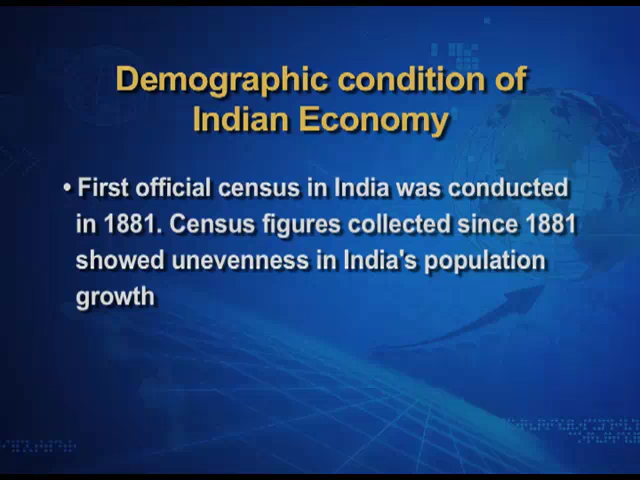 Demographic condition of
Indian Economy
• First official census in India was conducted
in 1881. Census figures collected since 1881
showed unevenness in India's population
growth